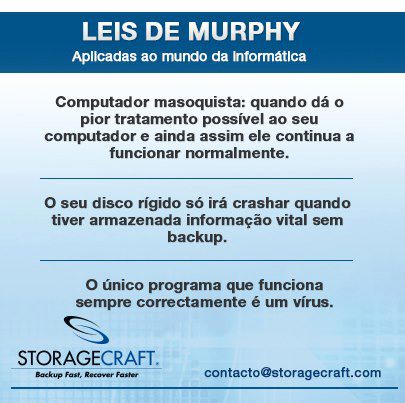 LEIS DE MURPHY
Aplicadas ao mundo da informática
Computador masoquista: quando dá o
pior tratamento possível ao seu
computador e ainda assim ele continua a
funcionar normalmente.
O seu disco rígido só irá crashar quando
tiver armazenada informação vital sem
backup.
O único programa que funciona
sempre correctamente é um vírus.
STORAGECRAFT®
Backup Fast, Recover Faster
contacto@storagecraft.com